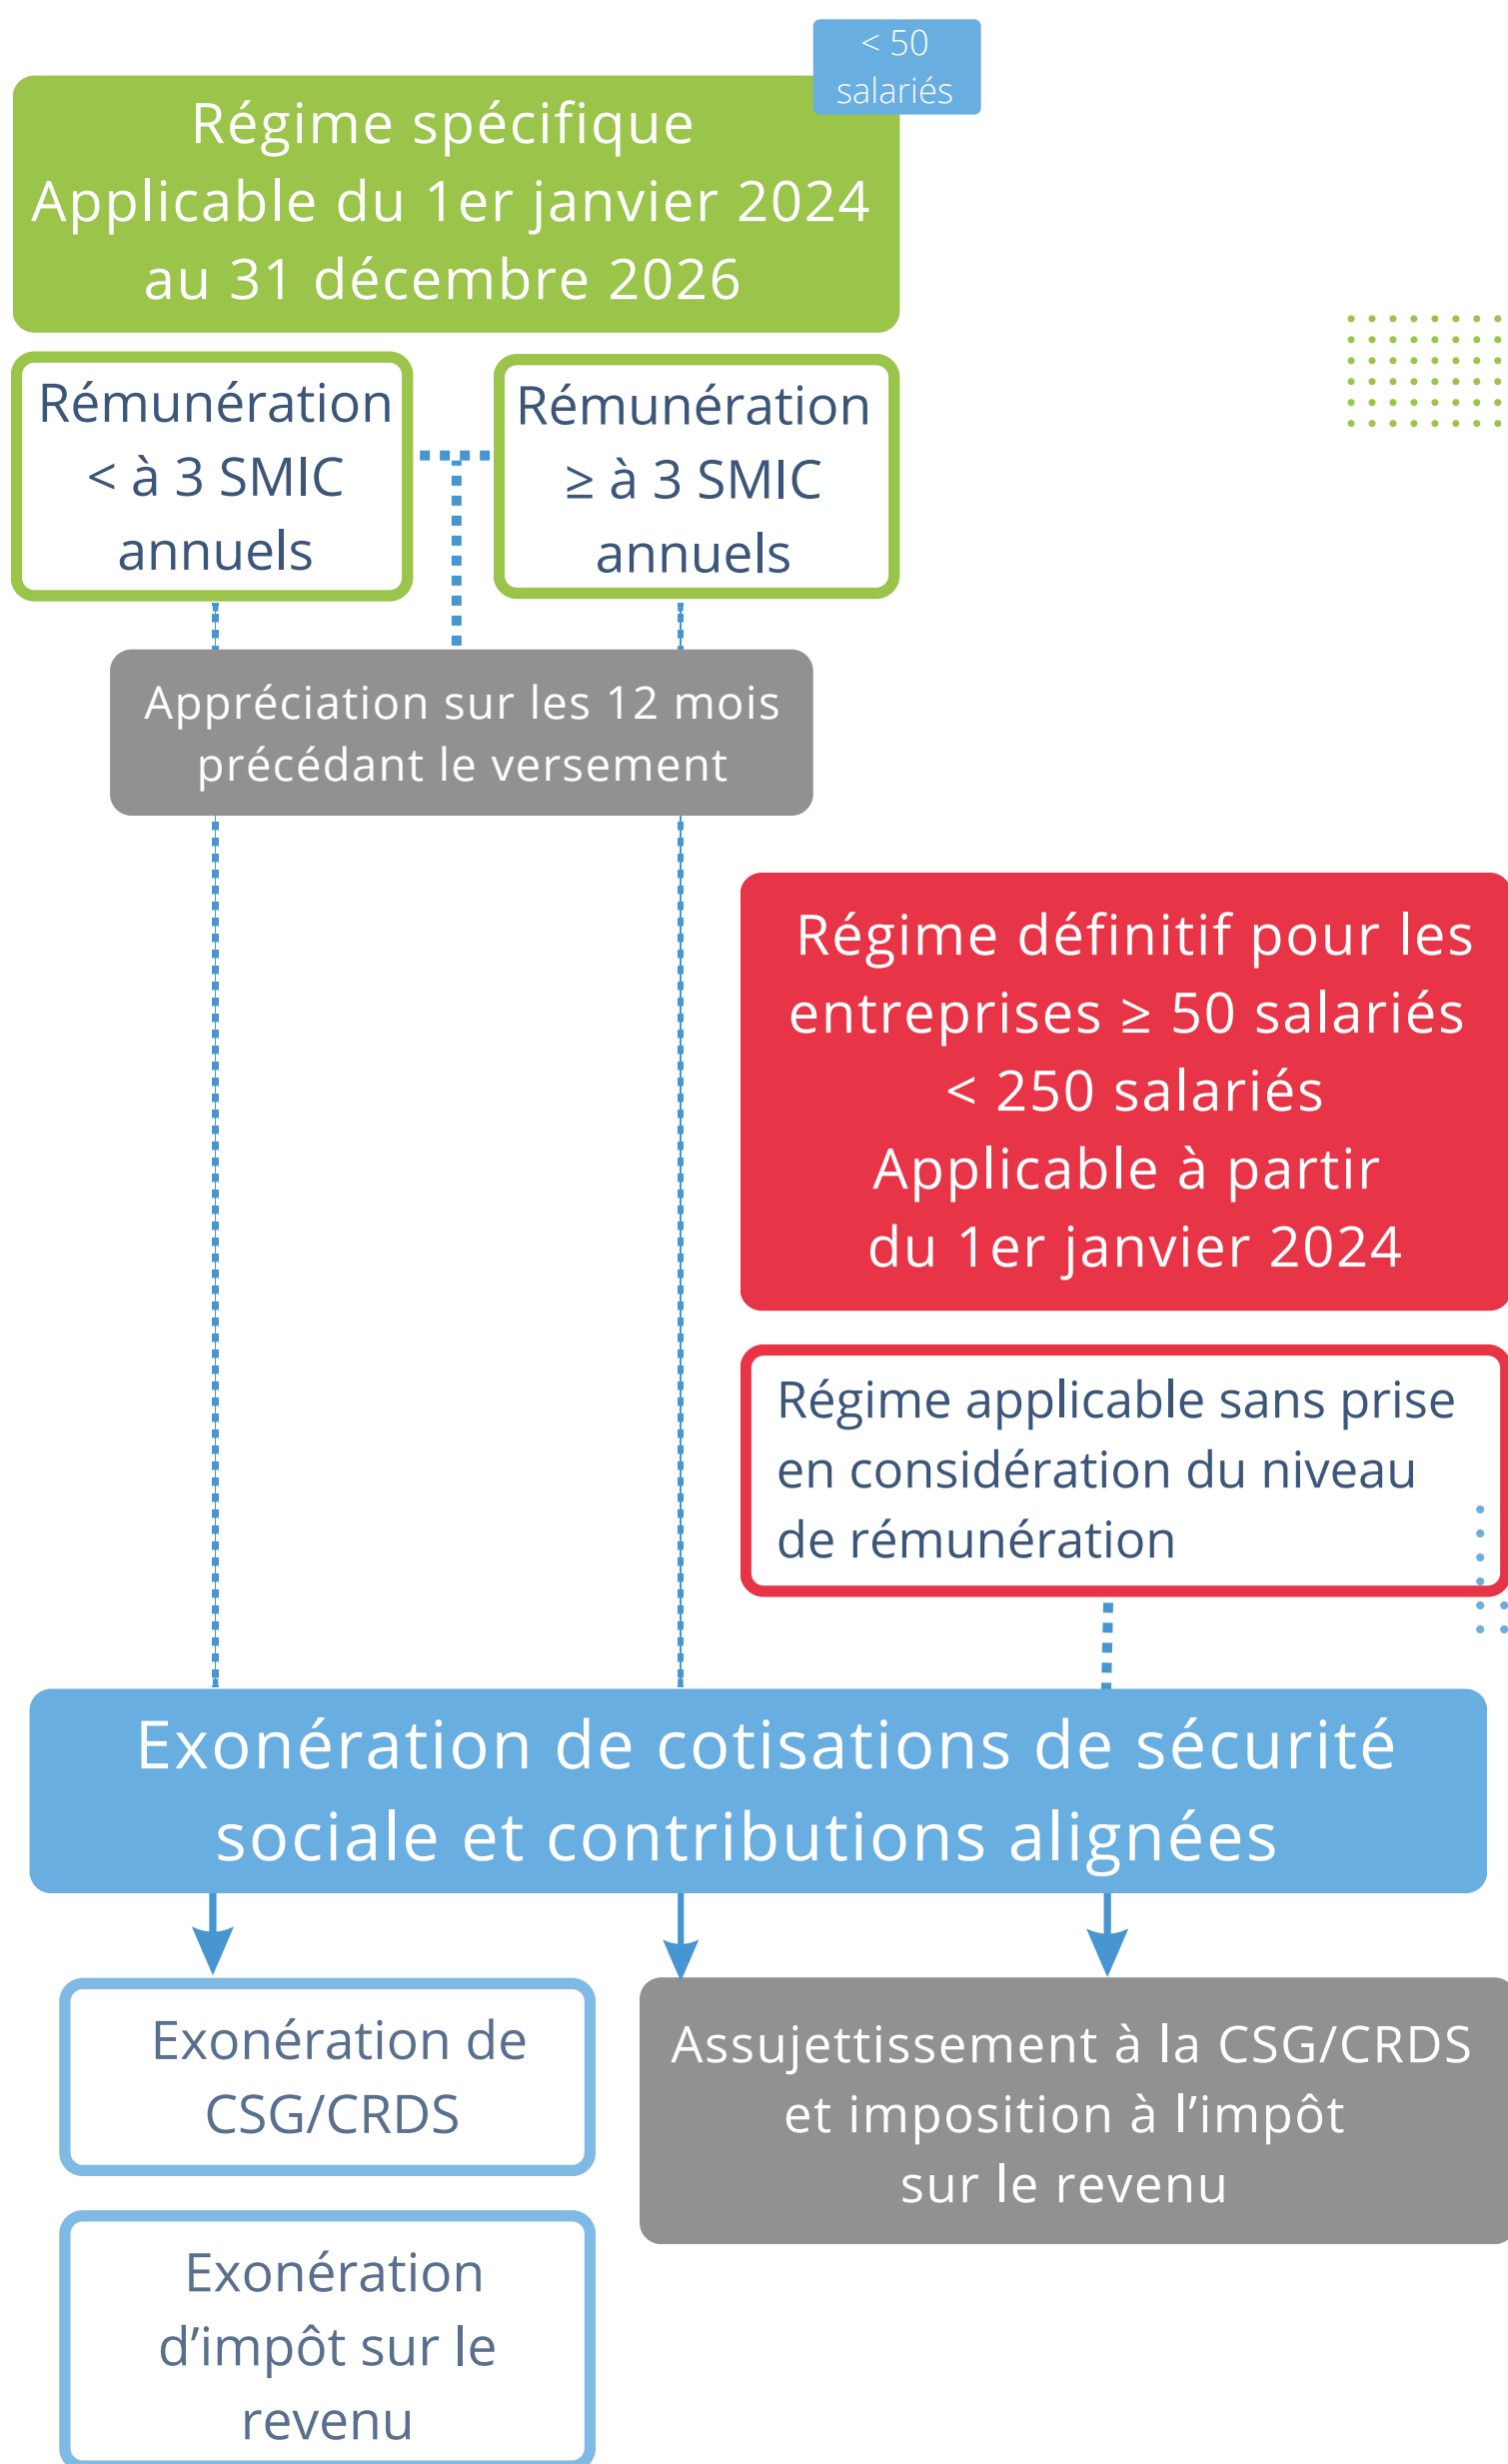 < 50
salariés
Régime spécifique
Applicable du 1er janvier 2024
au 31 décembre 2026
Rémunération
< à 3 SMIC
annuels
Rémunération
≥ à 3 SMIC
annuels
Appréciation sur les 12 mois
précédant le versement
Régime définitif pour les
entreprises ≥ 50 salariés
< 250 salariés
Applicable à partir
du 1er janvier 2024
Régime applicable sans prise
en considération du niveau
de rémunération
Exonération de cotisations de sécurité
sociale et contributions alignées
Exonération de
CSG/CRDS
Assujettissement à la CSG/CRDS
et imposition à l’impôt
sur le revenu
Exonération
d’impôt sur le
revenu